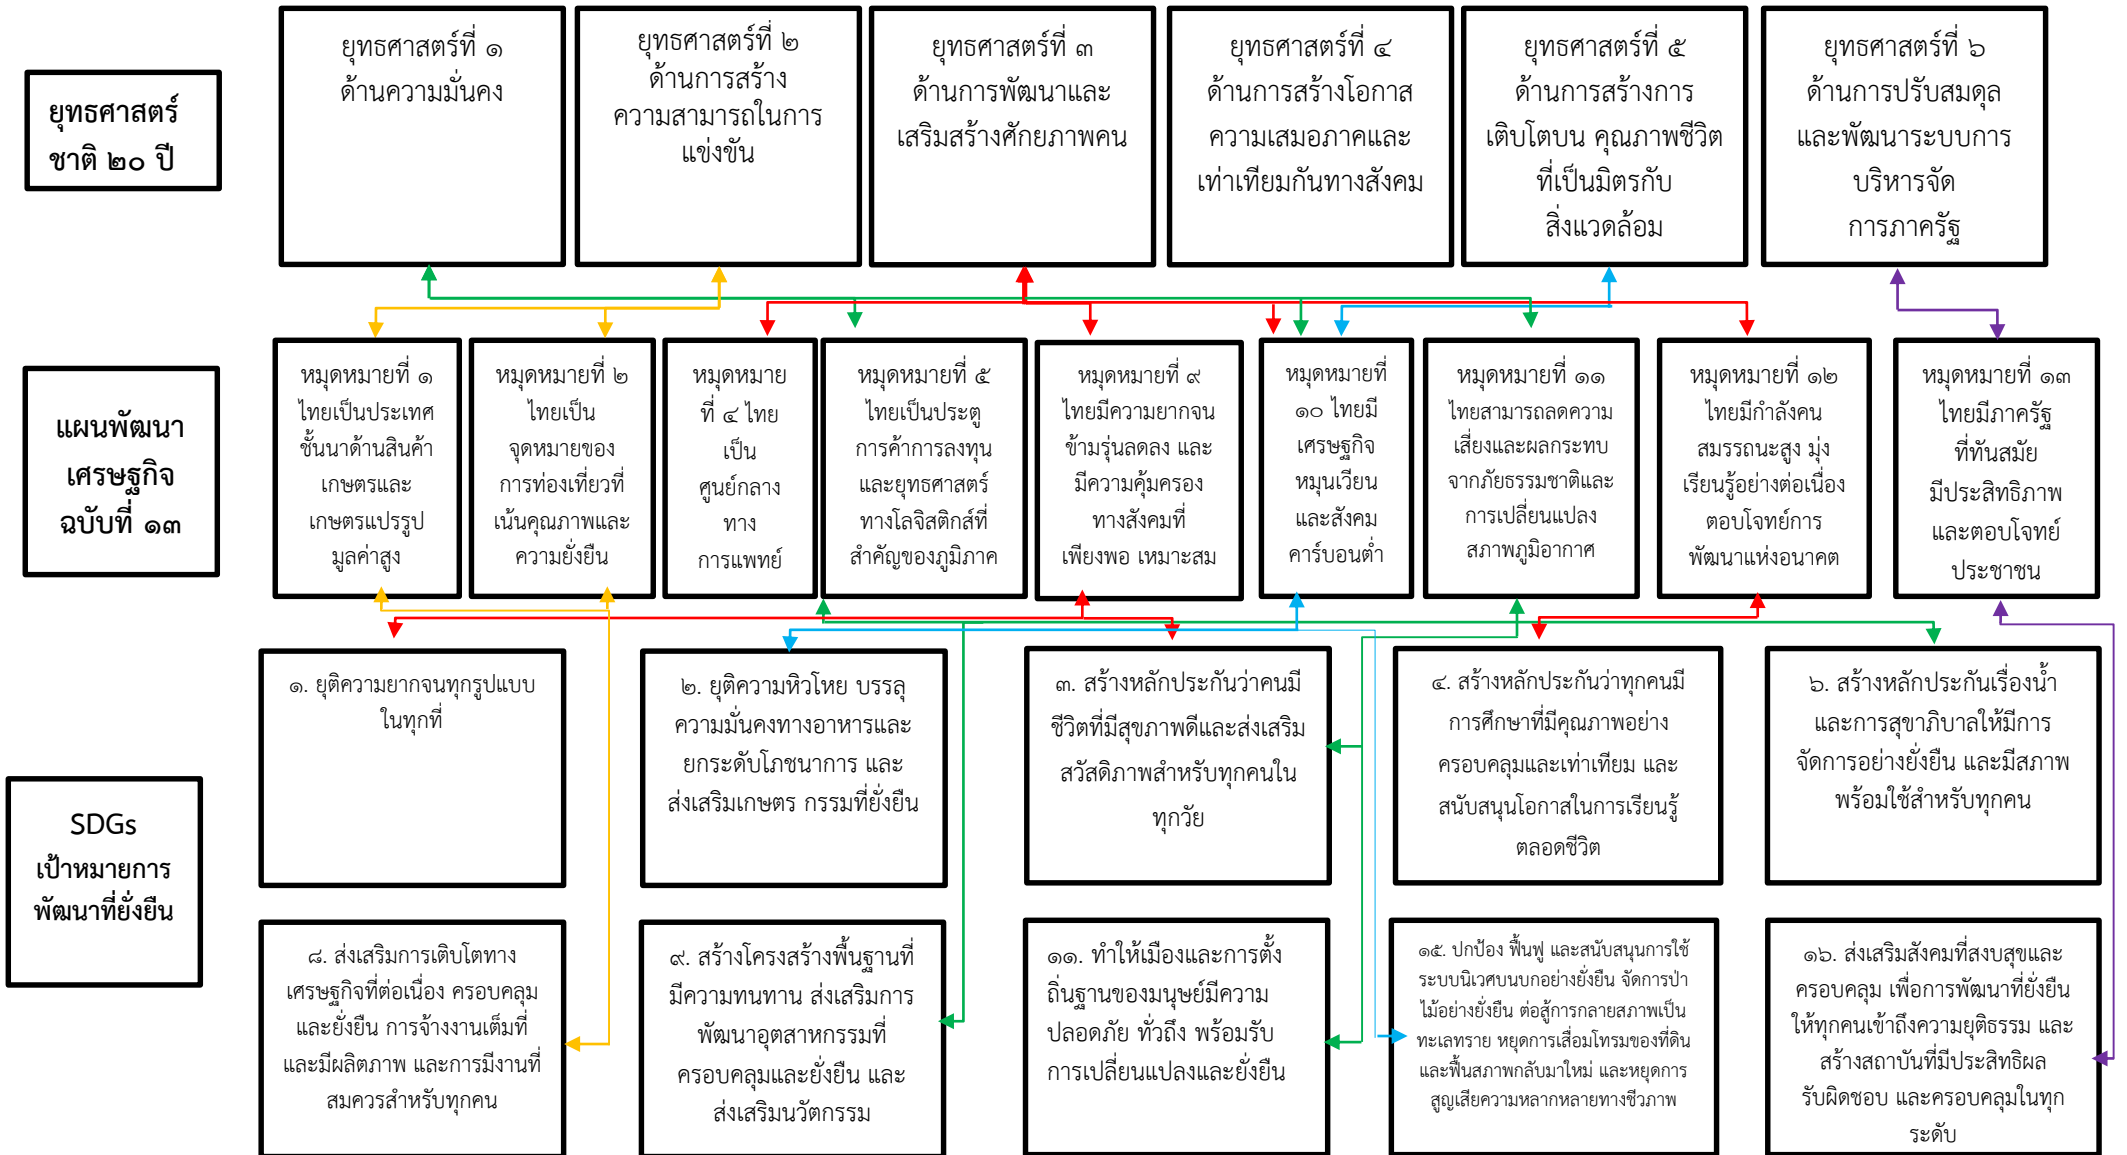 ยุทธศาสตร์
ชาติ ๒๐ ปี
ยุทธศาสตร์ที่ ๑
ด้านความมั่นคง
ยุทธศาสตร์ที่ ๒
ด้านการสร้าง
ความสามารถในการ
แข่งขัน
ยุทธศาสตร์ที่ ๓
ด้านการพัฒนาและ
เสริมสร้างศักยภาพคน
ยุทธศาสตร์ที่ ๔
ด้านการสร้างโอกาส
ความเสมอภาคและ
เท่าเทียมกันทางสังคม
ยุทธศาสตร์ที่ ๕
ด้านการสร้างการ
เติบโตบน คุณภาพชีวิต
ที่เป็นมิตรกับ
สิ่งแวดล้อม
ยุทธศาสตร์ที่ ๖
ด้านการปรับสมดุล
และพัฒนาระบบการ
บริหารจัด
การภาครัฐ
แผนพัฒนา
เศรษฐกิจ
ฉบับที่ ๑๓
หมุดหมายที่ ๑
ไทยเป็นประเทศ
ชั้นนำด้านสินค้า
เกษตรและ
เกษตรแปรรูป
มูลค่าสูง
หมุดหมายที่ ๒
ไทยเป็น
จุดหมายของ
การท่องเที่ยวที่
เน้นคุณภาพและ
ความยั่งยืน
หมุดหมาย
ที่ ๔ ไทย
เป็น
ศูนย์กลาง
ทาง
การแพทย์
หมุดหมายที่ ๕
ไทยเป็นประตู
การค้าการลงทุน
และยุทธศาสตร์
ทางโลจิสติกส์ที่
สำคัญของภูมิภาค
หมุดหมายที่ ๙
ไทยมีความยากจน
ข้ามรุ่นลดลง และ
มีความคุ้มครอง
ทางสังคมที่
เพียงพอ เหมาะสม
หมุดหมายที่
๑๐ ไทยมี
เศรษฐกิจ
หมุนเวียน
และสังคม
คาร์บอนต่ำ
หมุดหมายที่ ๑๑
ไทยสามารถลดความ
เสี่ยงและผลกระทบ
จากภัยธรรมชาติและ
การเปลี่ยนแปลง
สภาพภูมิอากาศ
หมุดหมายที่ ๑๒
ไทยมีกำลังคน
สมรรถนะสูง มุ่ง
เรียนรู้อย่างต่อเนื่อง
ตอบโจทย์การ
พัฒนาแห่งอนาคต
หมุดหมายที่ ๑๓
ไทยมีภาครัฐ
ที่ทันสมัย
มีประสิทธิภาพ
และตอบโจทย์
ประชาชน
SDGs
เป้าหมายการ
พัฒนาที่ยั่งยืน
๑. ยุติความยากจนทุกรูปแบบ
ในทุกที่
๒. ยุติความหิวโหย บรรลุ
ความมั่นคงทางอาหารและ
ยกระดับโภชนาการ และ
ส่งเสริมเกษตร กรรมที่ยั่งยืน
๓. สร้างหลักประกันว่าคนมี
ชีวิตที่มีสุขภาพดีและส่งเสริม
สวัสดิภาพสำหรับทุกคนใน
ทุกวัย
๔. สร้างหลักประกันว่าทุกคนมี
การศึกษาที่มีคุณภาพอย่าง
ครอบคลุมและเท่าเทียม และ
สนับสนุนโอกาสในการเรียนรู้
ตลอดชีวิต
๖. สร้างหลักประกันเรื่องน้ำ
และการสุขาภิบาลให้มีการ
จัดการอย่างยั่งยืน และมีสภาพ
พร้อมใช้สำหรับทุกคน
๘. ส่งเสริมการเติบโตทาง
เศรษฐกิจที่ต่อเนื่อง ครอบคลุม
และยั่งยืน การจ้างงานเต็มที่
และมีผลิตภาพ และการมีงานที่
สมควรสำหรับทุกคน
๙. สร้างโครงสร้างพื้นฐานที่
มีความทนทาน ส่งเสริมการ
พัฒนาอุตสาหกรรมที่
ครอบคลุมและยั่งยืน และ
ส่งเสริมนวัตกรรม
๑๑. ทำให้เมืองและการตั้ง
ถิ่นฐานของมนุษย์มีความ
ปลอดภัย ทั่วถึง พร้อมรับ
การเปลี่ยนแปลงและยั่งยืน
๑๕. ปกป้อง ฟื้นฟู และสนับสนุนการใช้
ระบบนิเวศบนบกอย่างยั่งยืน จัดการป่า
ไม้อย่างยั่งยืน ต่อสู้การกลายสภาพเป็น
ทะเลทราย หยุดการเสื่อมโทรมของที่ดิน
และฟื้นสภาพกลับมาใหม่ และหยุดการ
สูญเสียความหลากหลายทางชีวภาพ
๑๖. ส่งเสริมสังคมที่สงบสุขและ
ครอบคลุม เพื่อการพัฒนาที่ยั่งยืน
ให้ทุกคนเข้าถึงความยุติธรรม และ
สร้างสถาบันที่มีประสิทธิผล
รับผิดชอบ และครอบคลุมในทุก
ระดับ